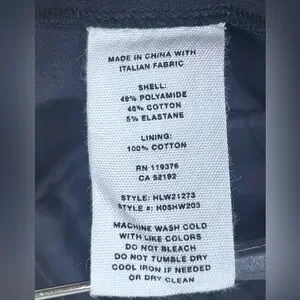 MADE IN CHINA WITH
ITALIAN FABRIC
SHELL:
49% POLYAMIDE
46% COTTON
5% ELASTANE
LINING:
100% COTTON
RN 119376
CA 52192
STYLE: HLW21273
STYLE #: H0SHW203
MACHINE WASH COLD
WITH LIKE COLORS
DO NOT BLEACH
DO NOT TUMBLE DRY
COOL IRON IF NEEDED
OR DRY CLEAN